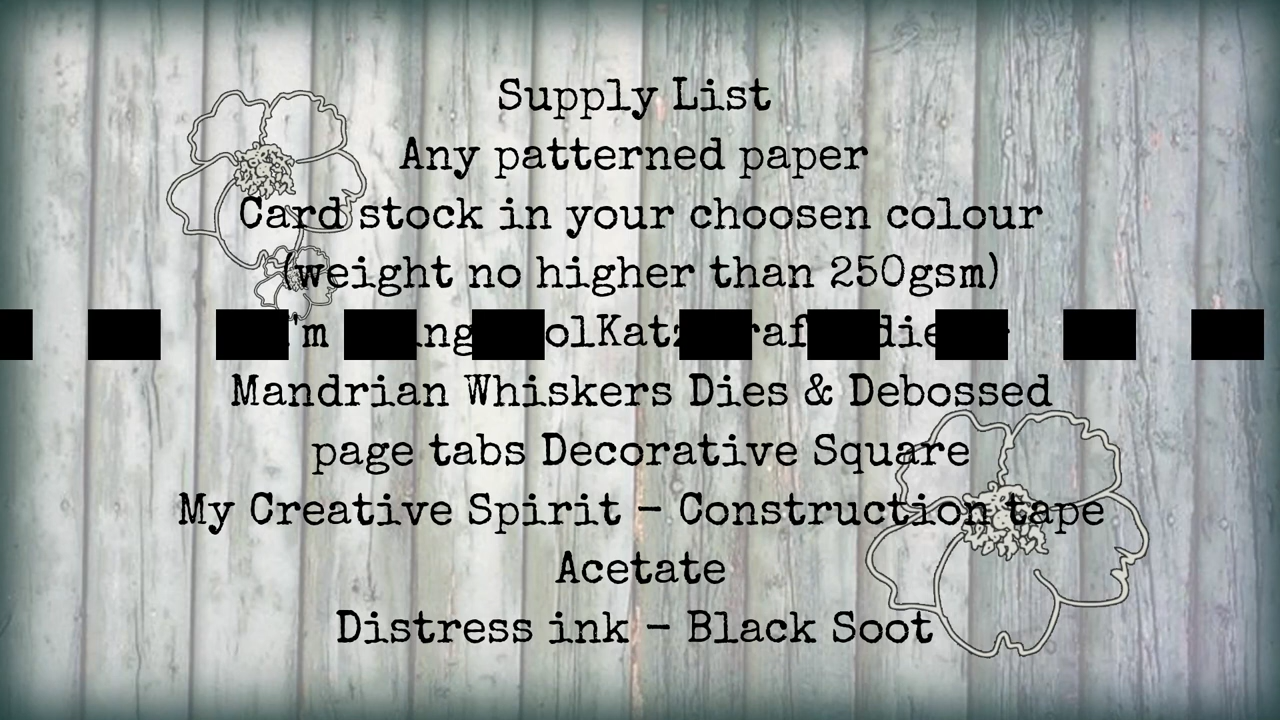 Supply List
Any patterned paper
Card stock in your choosen colour
(weight no higher than 250gsm)
I'm
Mandrian Whiskers Dies & Debossed
page tabs Decorative Square
My Creative Spirit - Construction tape
Acetate
Distress ink - Black Soot